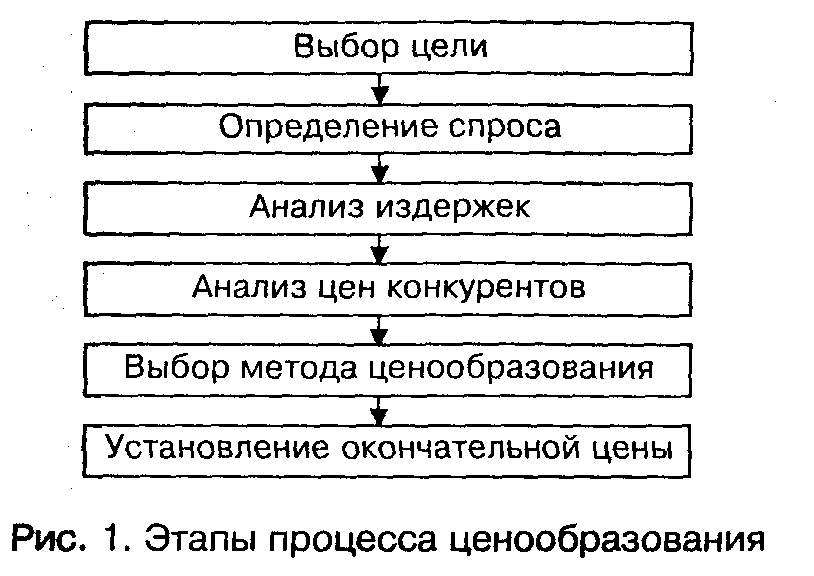 Выбор цели
Определение спроса
Анализ издержек
Анализ цен конкурентов
Выбор метода ценообразования
Установление окончательной цены
Рис. 1. Этапы процесса ценообразования